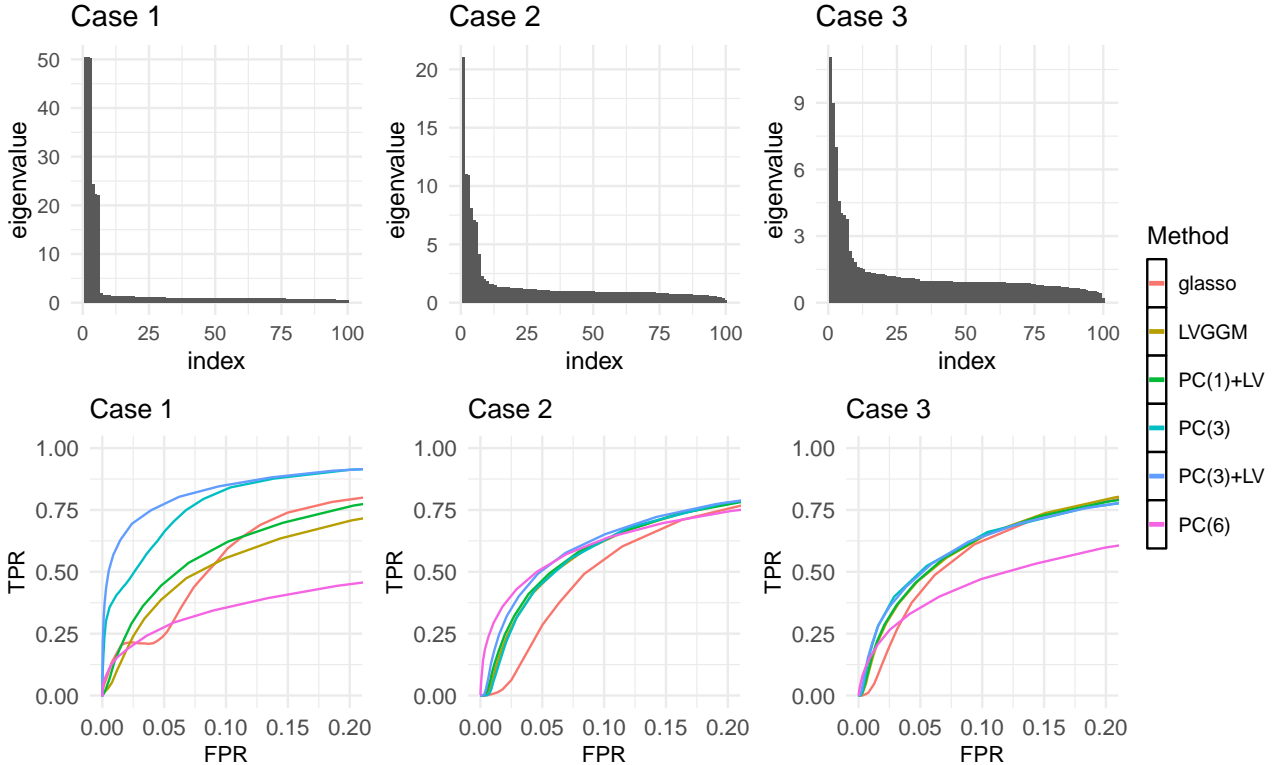 Case 1
Case 2
Case 3
eigenvalue
50
40
30
20
10
0
0 25 50 75 100
index
eigenvalue
20
15
10
5
0
0 25 50 75 100
index
eigenvalue
9
6
3
0
0 25 50 75 100
index
Case 1
Case 2
Case 3
TPR
1.00
0.75
0.50
0.25
0.00
0.00 0.05 0.10 0.15 0.20
FPR
TPR
1.00
0.75
0.50
0.25
0.00
0.00 0.05 0.10 0.15 0.20
FPR
TPR
1.00
0.75
0.50
0.25
0.00
0.00 0.05 0.10 0.15 0.20
FPR
Method
glasso
LVGGM
PC(1)+LV
PC(3)
PC(3)+LV
PC(6)